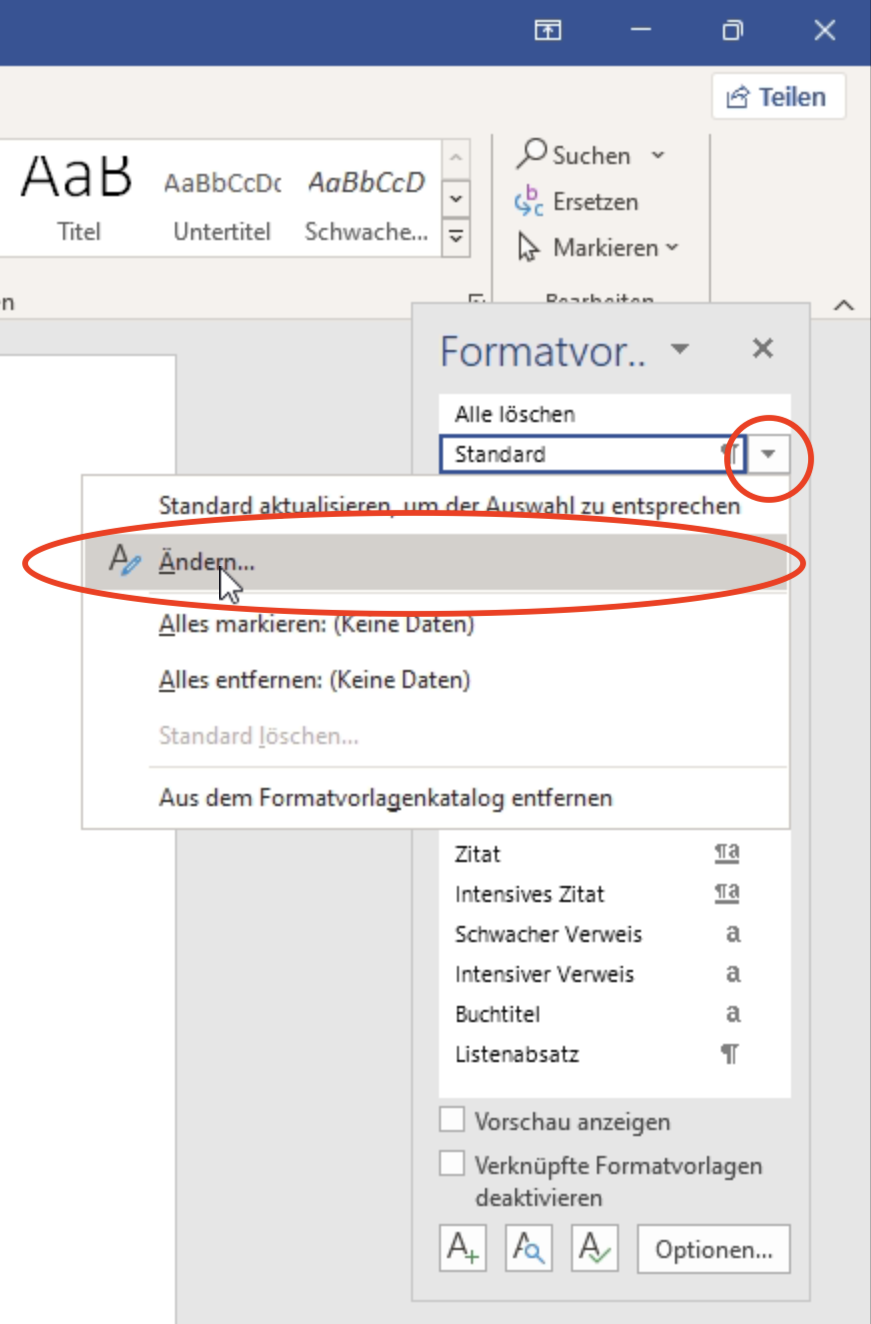 Teilen
AaB AaBbCcDc AaBbCcD
Titel Untertitel Schwache...
Suchen
Ersetzen
Markieren
n
Bearbeiten
Formatvor..
Alle löschen
Standard ¶
Standard aktualisieren, um der Auswahl zu entsprechen
Ändern...
Alles markieren: (Keine Daten)
Alles entfernen: (Keine Daten)
Standard löschen...
Aus dem Formatvorlagenkatalog entfernen
Zitat ¶a
Intensives Zitat ¶a
Schwacher Verweis a
Intensiver Verweis a
Buchtitel a
Listenabsatz ¶
Vorschau anzeigen
Verknüpfte Formatvorlagen
deaktivieren
Optionen...